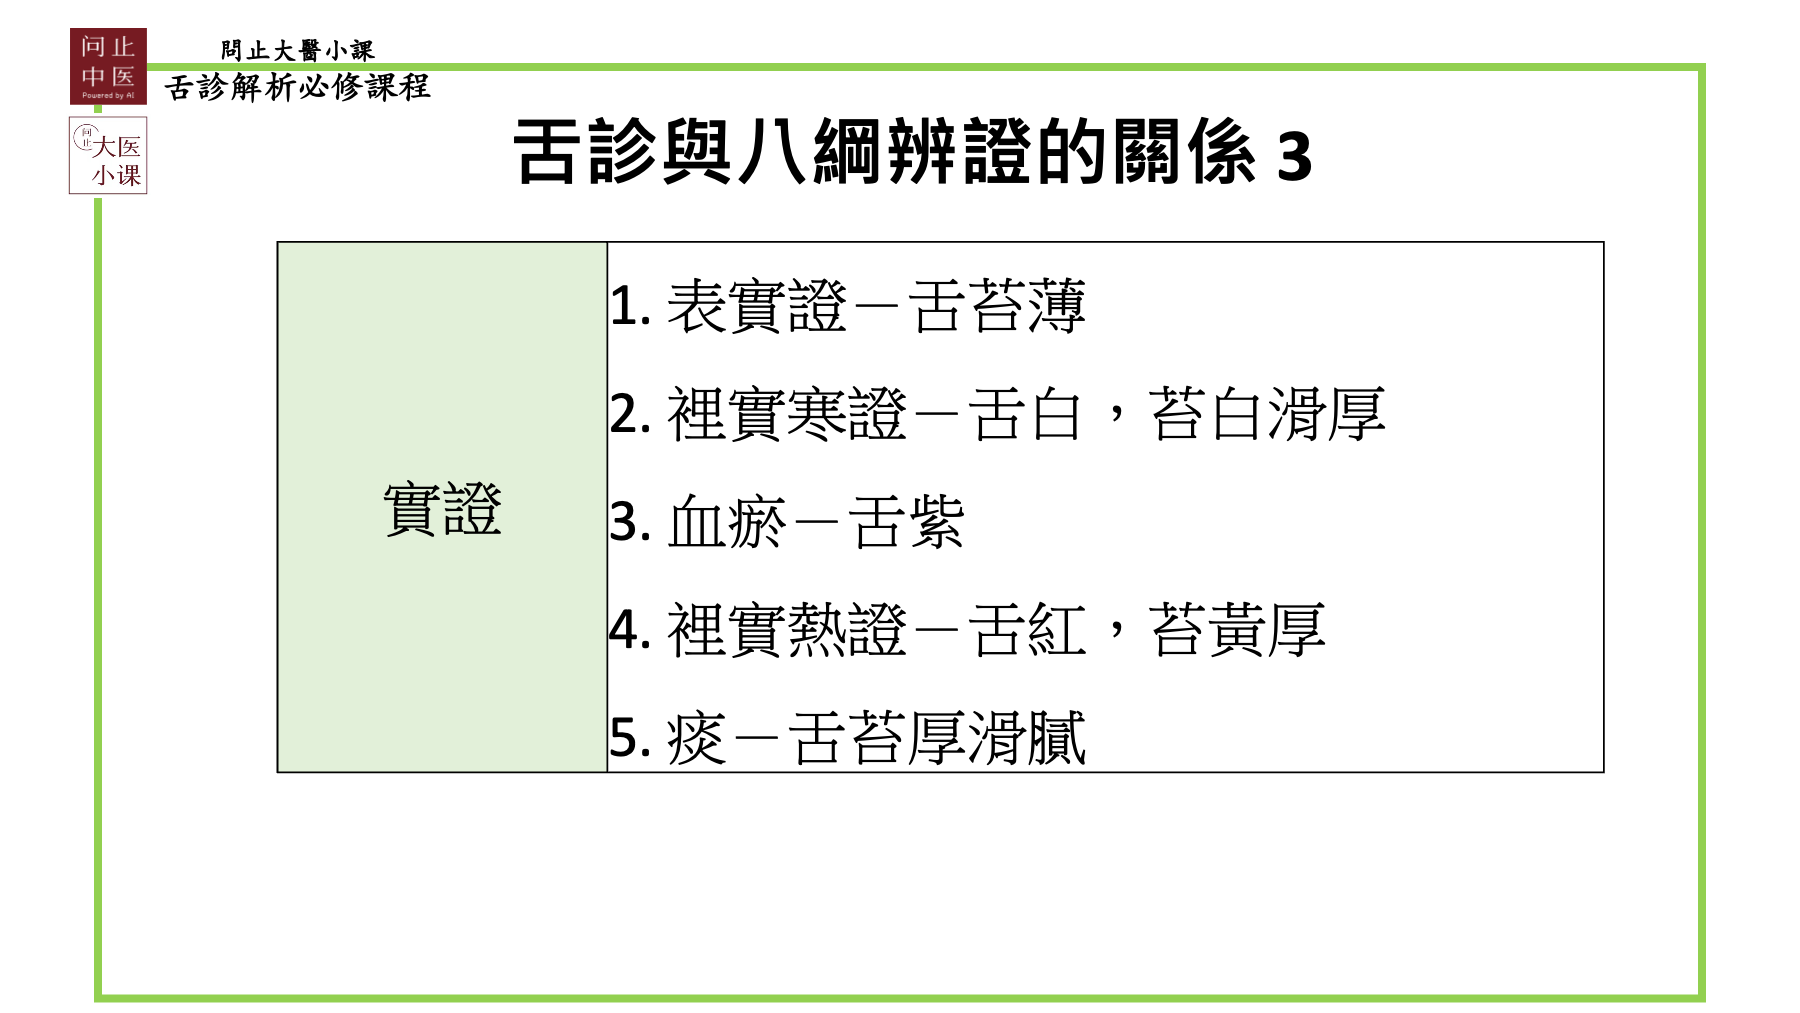 问止
中医
Powered by AI
問止大醫小課
舌診解析必修課程
问止
大医
小课
舌診與八綱辨證的關係 3
實證
1. 表實證－舌苔薄
2. 裡實寒證－舌白，苔白滑厚
3. 血瘀－舌紫
4. 裡實熱證－舌紅，苔黃厚
5. 痰－舌苔厚滑膩